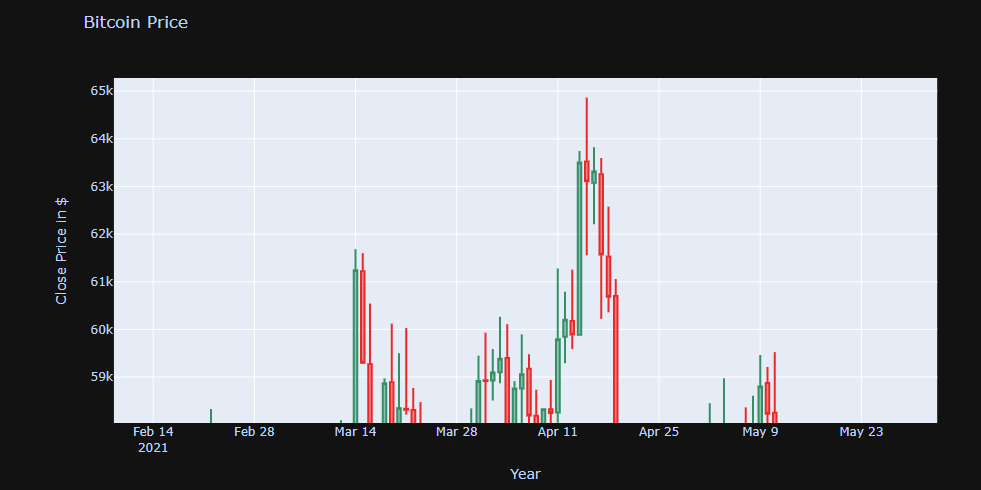 Bitcoin Price
65k
64k
63k
62k
61k
60k
59k
Close Price in $
Feb 14
2021
Feb 28
Mar 14
Mar 28
Apr 11
Apr 25
May 9
May 23
Year